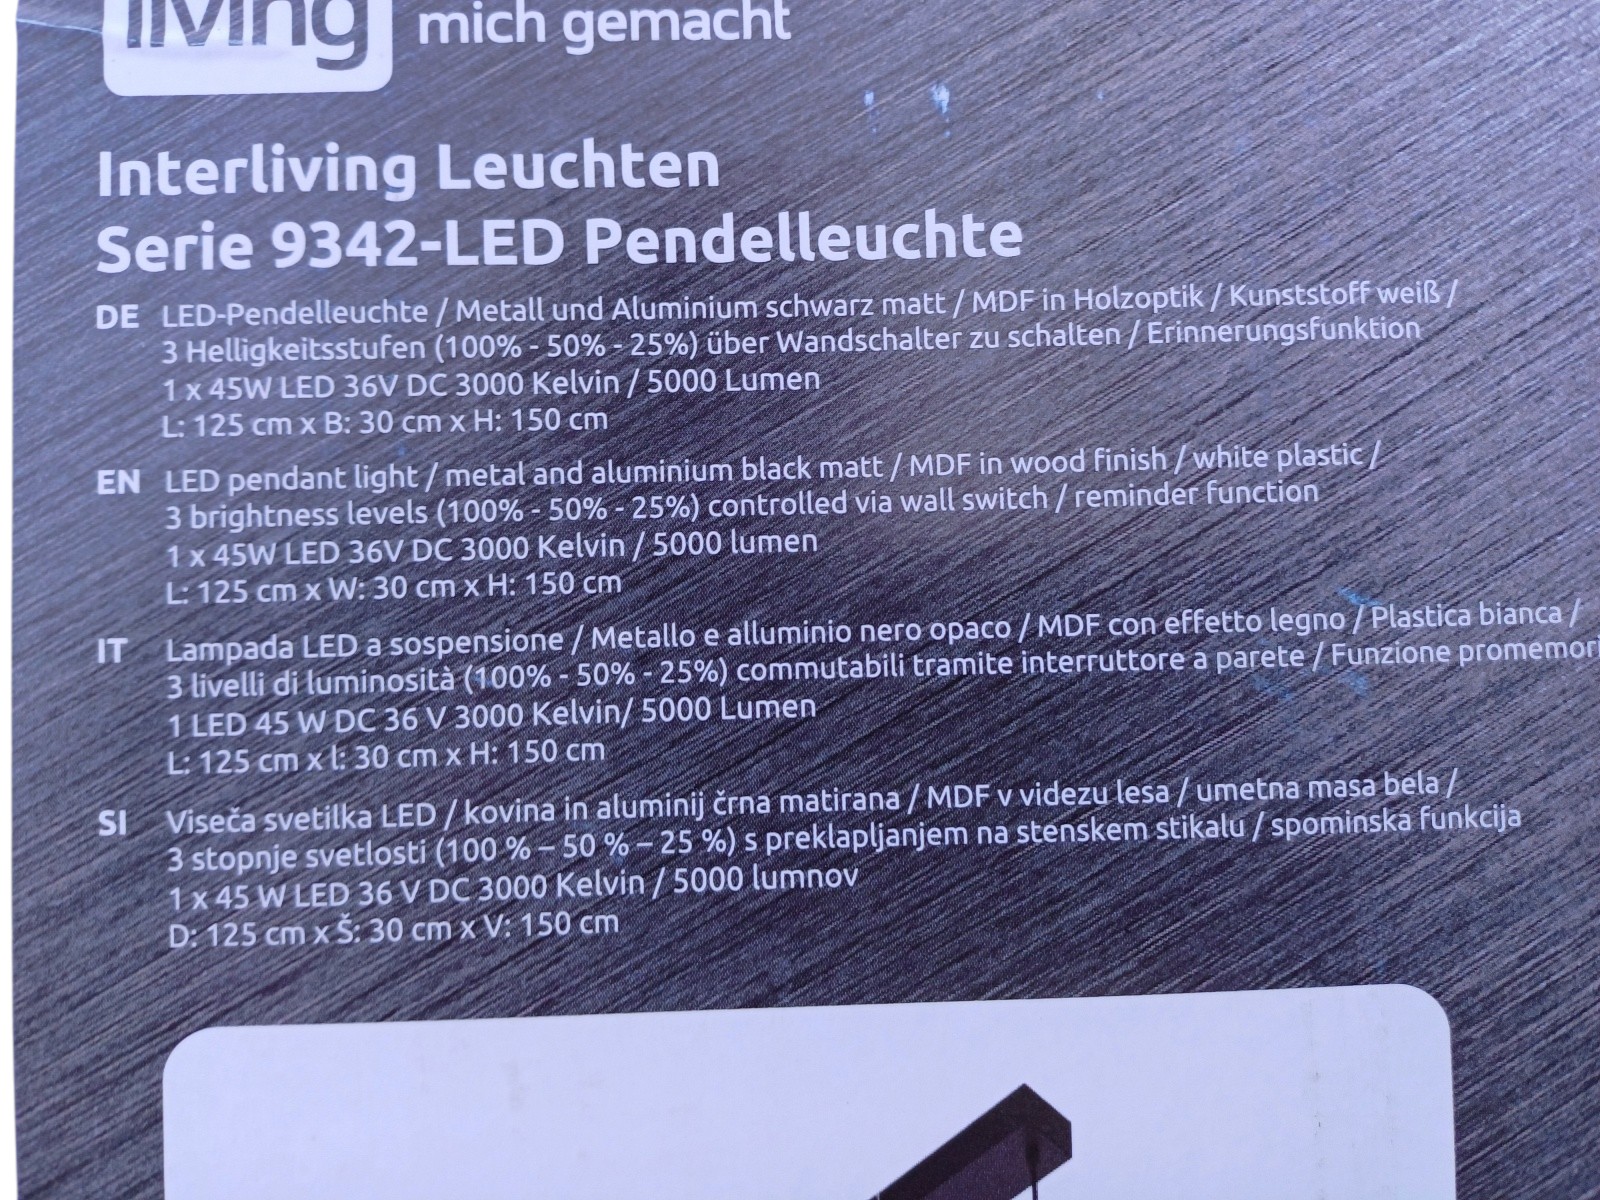 living mich gemacht
Interliving Leuchten
Serie 9342-LED Pendelleuchte
DE LED-Pendelleuchte / Metall und Aluminium schwarz matt / MDF in Holzoptik / Kunststoff weiß /
3 Helligkeitsstufen (100% - 50% - 25%) über Wandschalter zu schalten / Erinnerungsfunktion
1 x 45W LED 36V DC 3000 Kelvin / 5000 Lumen
L: 125 cm x B: 30 cm x H: 150 cm
EN LED pendant light / metal and aluminium black matt / MDF in wood finish / white plastic /
3 brightness levels (100% - 50% - 25%) controlled via wall switch / reminder function
1 x 45W LED 36V DC 3000 Kelvin / 5000 lumen
L: 125 cm x W: 30 cm x H: 150 cm
IT Lampada LED a sospensione / Metallo e alluminio nero opaco / MDF con effetto legno / Plastica bianca /
3 livelli di luminosità (100% - 50% - 25%) commutabili tramite interruttore a parete / Funzione promemori
1 LED 45 W DC 36 V 3000 Kelvin/ 5000 Lumen
L: 125 cm x l: 30 cm x H: 150 cm
SI Viseča svetilka LED / kovina in aluminij črna matirana / MDF v videzu lesa / umetna masa bela /
3 stopnje svetlosti (100 % – 50 % – 25 %) s preklapljanjem na stenskem stikalu / spominska funkcija
1 x 45 W LED 36 V DC 3000 Kelvin / 5000 lumnov
D: 125 cm x Š: 30 cm x V: 150 cm